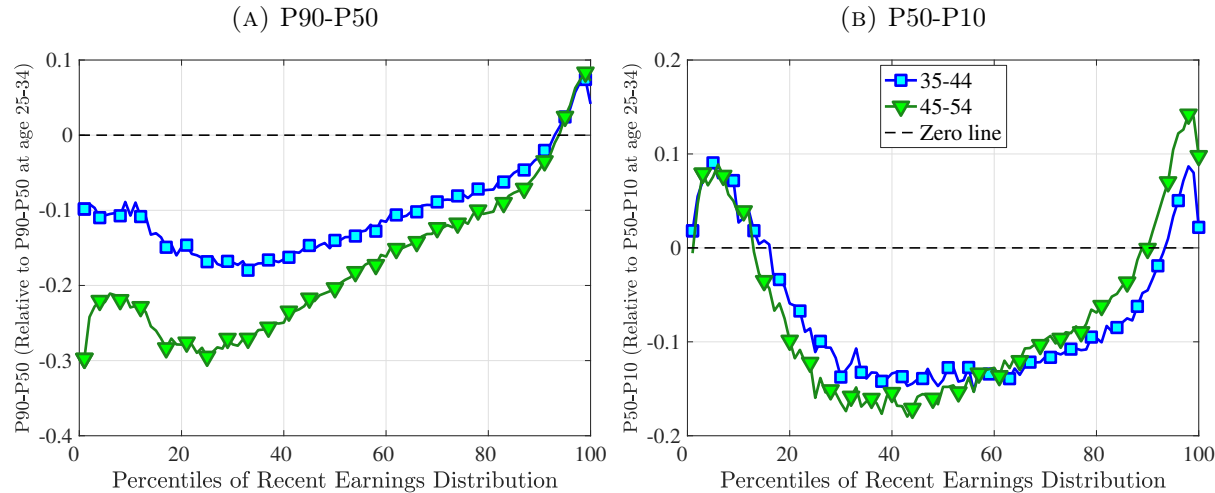 (A) P90-P50
P90-P50 (Relative to P90-P50 at age 25-34)
0.1
0
-0.1
-0.2
-0.3
-0.4
0 20 40 60 80 100
Percentiles of Recent Earnings Distribution
(B) P50-P10
P50-P10 (Relative to P50-P10 at age 25-34)
0.2
0.1
0
-0.1
-0.2
35-44
45-54
Zero line
0 20 40 60 80 100
Percentiles of Recent Earnings Distribution